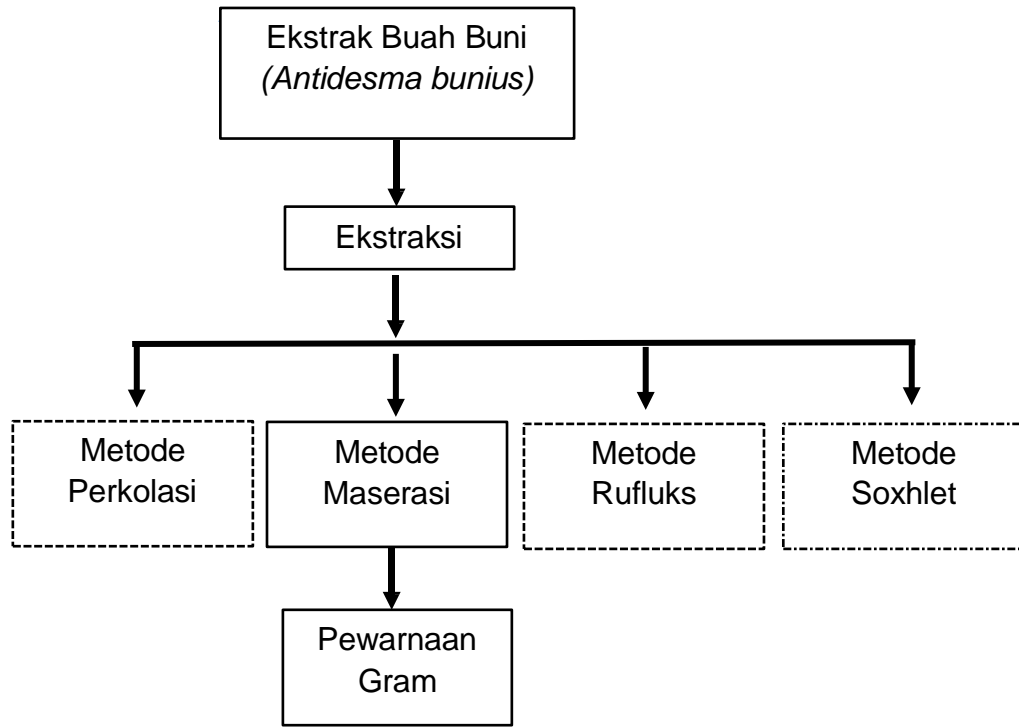 Ekstrak Buah Buni
(Antidesma bunius)
Ekstraksi
Metode
Perkolasi
Metode
Maserasi
Metode
Rufluks
Metode
Soxhlet
Pewarnaan
Gram